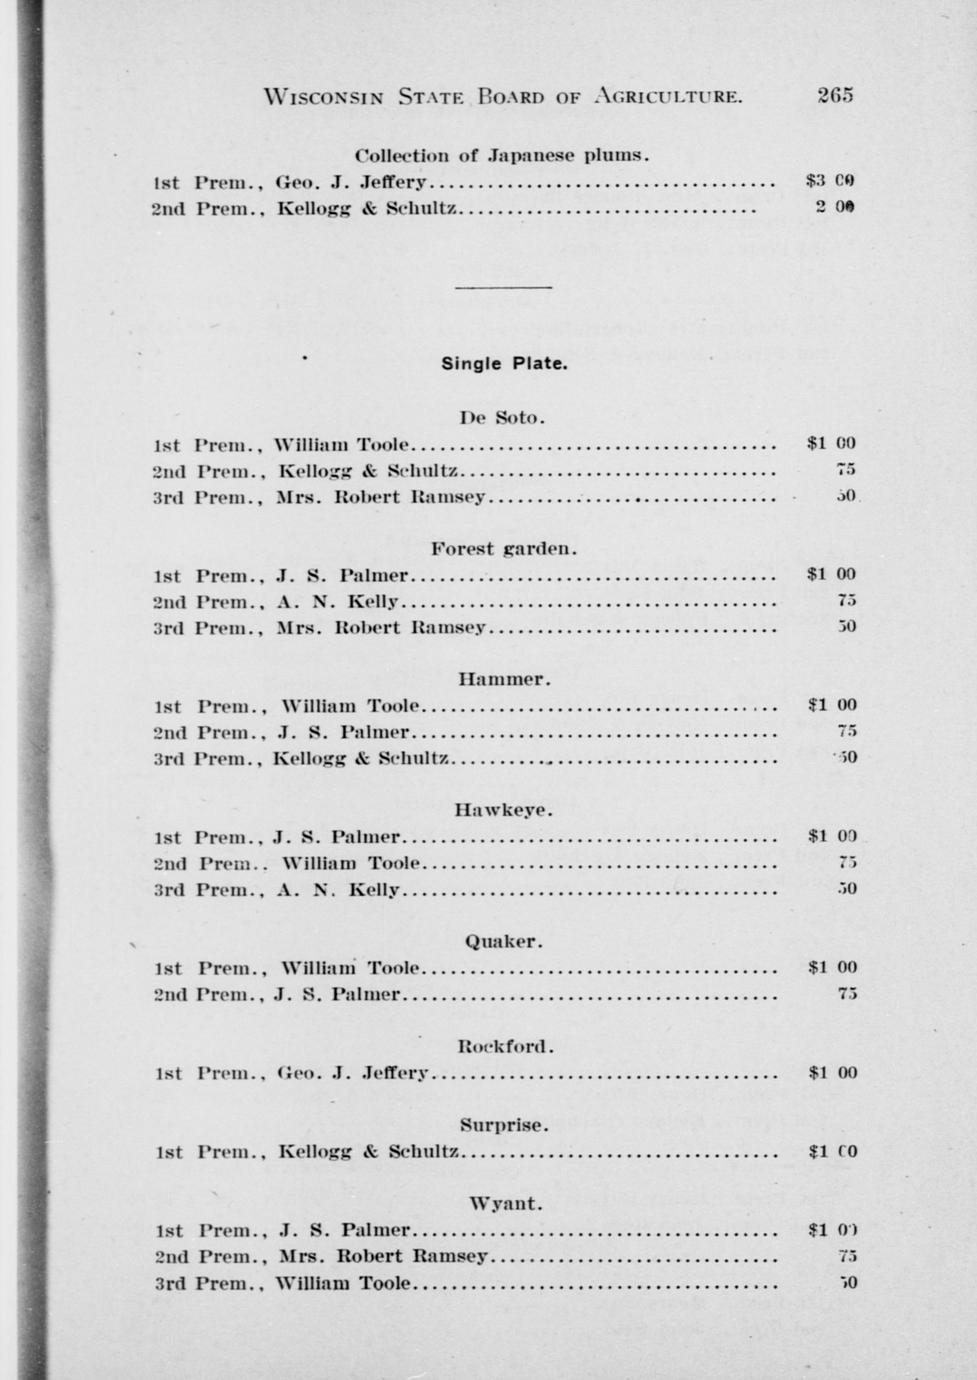 WISCONSIN STATE BOARD OF AGRICULTURE. 265
Collection of Japanese plums.
1st Prem., Geo. J. Jeffery................................... $3 00
2nd Prem., Kellogg & Schultz.............................. 2 00
Single Plate.
De Soto.
1st Prem., William Toole..................................... $1 00
2nd Prem., Kellogg & Schultz................................ 75
3rd Prem., Mrs. Robert Ramsey............................. 50
Forest garden.
1st Prem., J. S. Palmer..................................... $1 00
2nd Prem., A. N. Kelly...................................... 75
3rd Prem., Mrs. Robert Ramsey............................. 50
Hammer.
1st Prem., William Toole.................................... $1 00
2nd Prem., J. S. Palmer..................................... 75
3rd Prem., Kellogg & Schultz................................. 50
Hawkeye.
1st Prem., J. S. Palmer...................................... $1 00
2nd Prem.. William Toole.................................... 75
3rd Prem., A. N. Kelly...................................... 50
Quaker.
1st Prem., William Toole.................................... $1 00
2nd Prem., J. S. Palmer...................................... 75
Rockford.
1st Prem., Geo. J. Jeffery................................... $1 00
Surprise.
1st Prem., Kellogg & Schultz................................ $1 00
Wyant.
1st Prem., J. S. Palmer..................................... $1 00
2nd Prem., Mrs. Robert Ramsey............................. 75
3rd Prem., William Toole..................................... 50